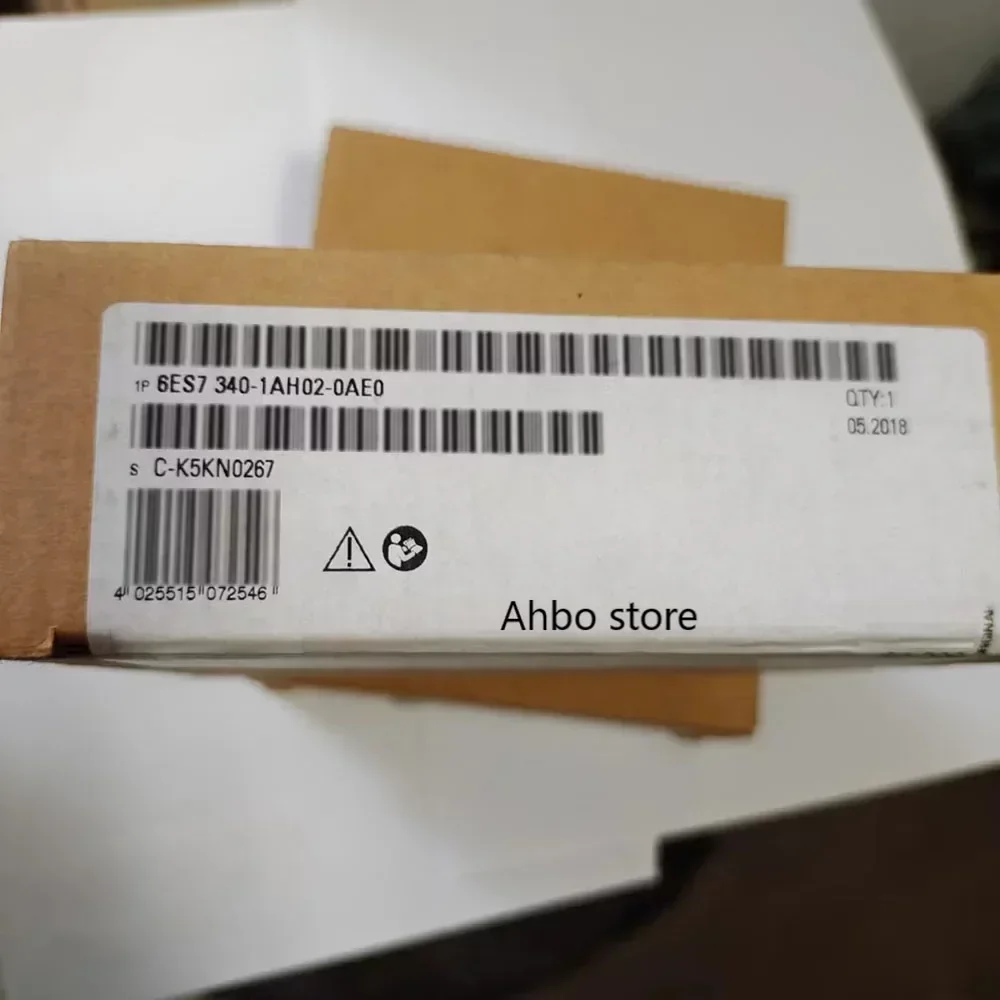 1P 6ES7 340-1AH02-0AE0
QTY:1
05.2018
S C-K5KN0267
4 025515 072546
Ahbo store